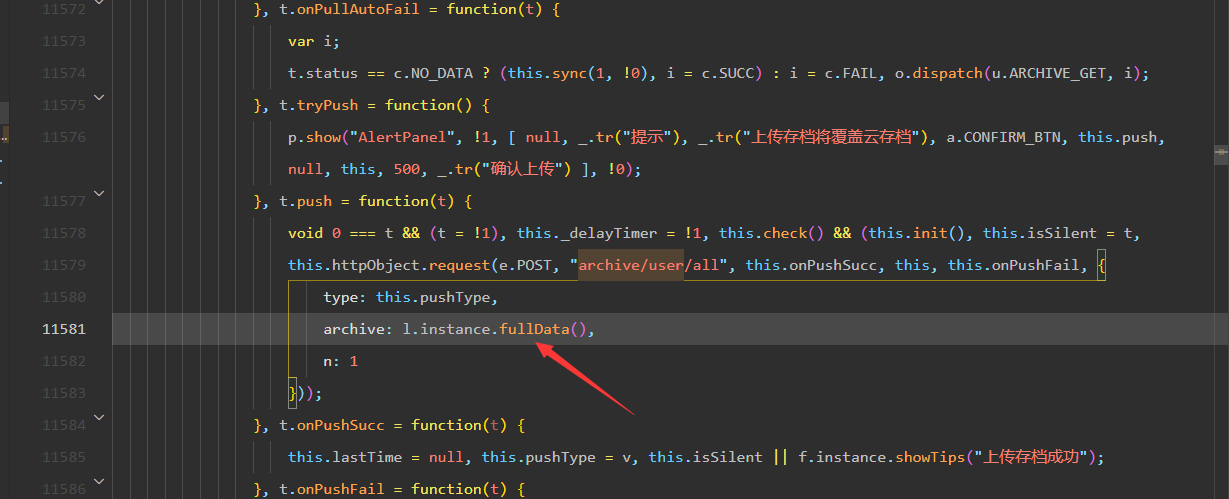 11572 }, t.onPullAutoFail = function(t) {
11573 var i;
11574 t.status == c.NO_DATA ? (this.sync(1, !0), i = c.SUCC) : i = c.FAIL, o.dispatch(u.ARCHIVE_GET, i);
11575 }, t.tryPush = function() {
11576 p.show("AlertPanel", !1, [ null, _.tr("提示"), _.tr("上传存档将覆盖云存档"), a.CONFIRM_BTN, this.push,
null, this, 500, _.tr("确认上传") ], !0);
11577 }, t.push = function(t) {
11578 void 0 === t && (t = !1), this._delayTimer = !1, this.check() && (this.init(), this.isSilent = t,
11579 this.httpObject.request(e.POST, "archive/user/all", this.onPushSucc, this, this.onPushFail, {
11580 type: this.pushType,
11581 archive: l.instance.fullData(),
11582 n: 1
11583 }));
11584 }, t.onPushSucc = function(t) {
11585 this.lastTime = null, this.pushType = v, this.isSilent || f.instance.showTips("上传存档成功");
11586 }, t.onPushFail = function(t) {